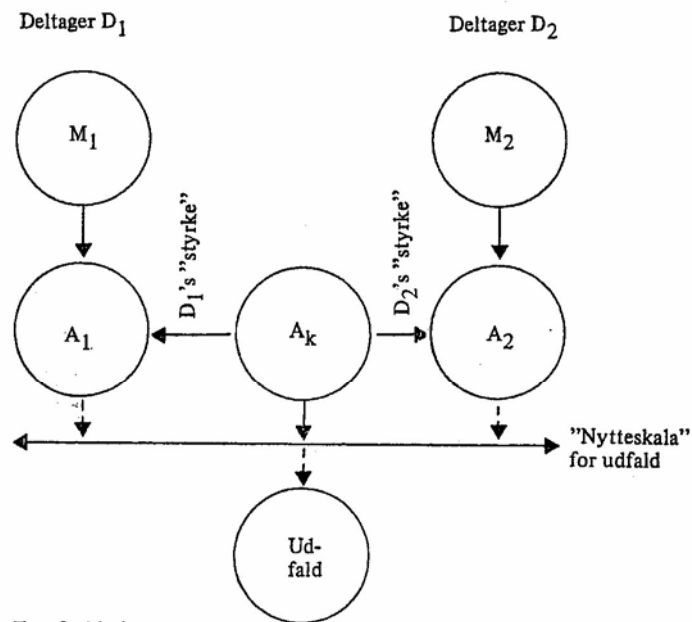 Deltager D1
Deltager D2
M1
M2
D1's "styrke"
D2's "styrke"
A1
Ak
A2
"Nytteskala"
for udfald
Ud-
fald